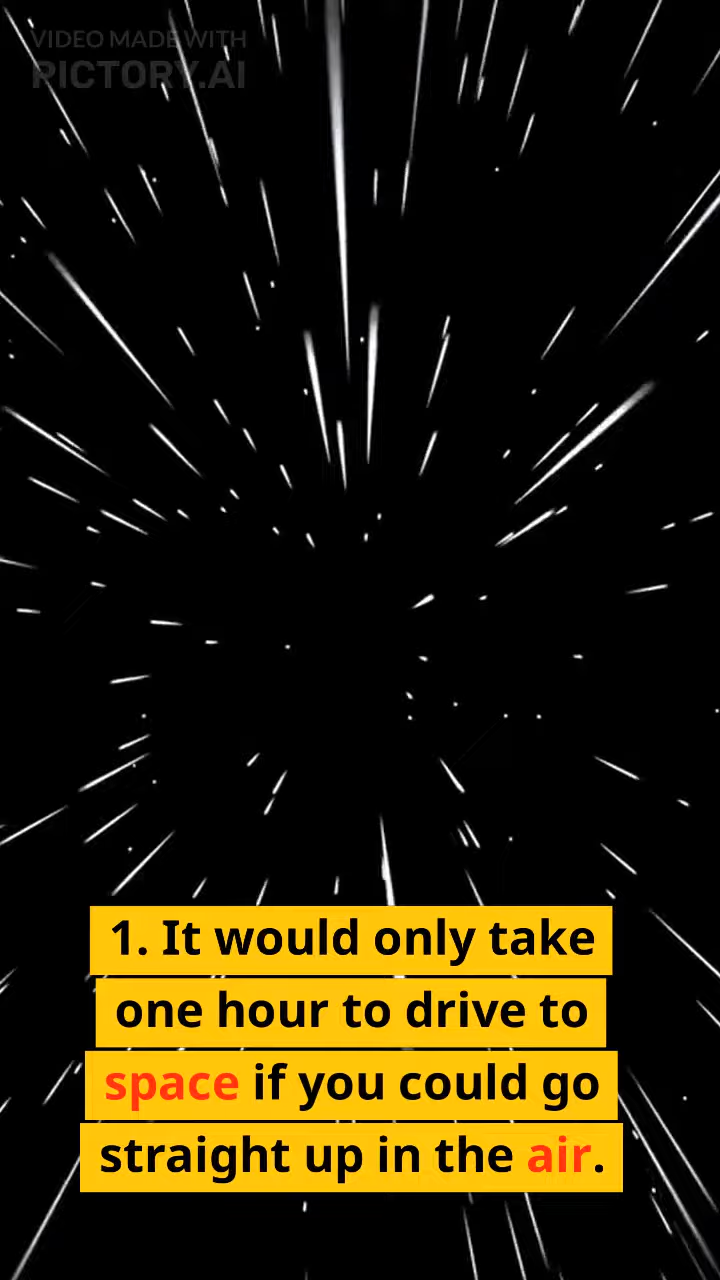 VIDEO MADE WITH
PICTORY.AI
1. It would only take
one hour to drive to
space if you could go
straight up in the air.